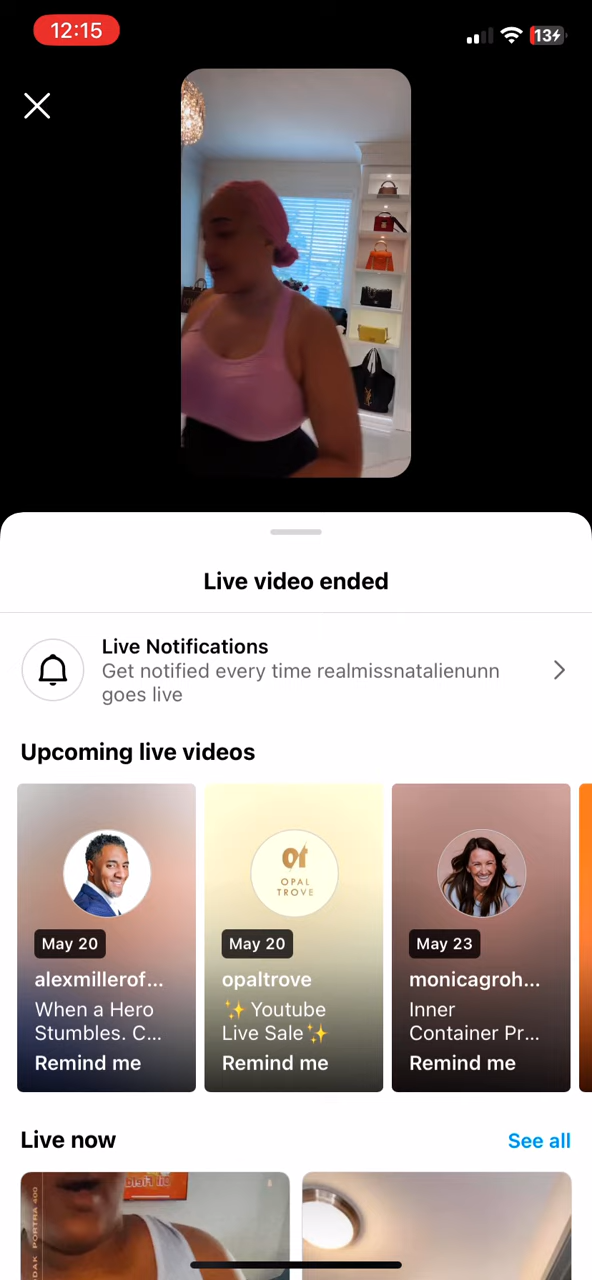 12:15
13
Live video ended
Live Notifications
Get notified every time realmissnatalienunn
goes live
Upcoming live videos
OPAL
TROVE
May 20
May 20
May 23
alexmillerof...
opaltrove
monicagroh...
When a Hero
Stumbles. C...
✨ Youtube
Live Sale✨
Inner
Container Pr...
Remind me
Remind me
Remind me
Live now
See all
PORTRA 400